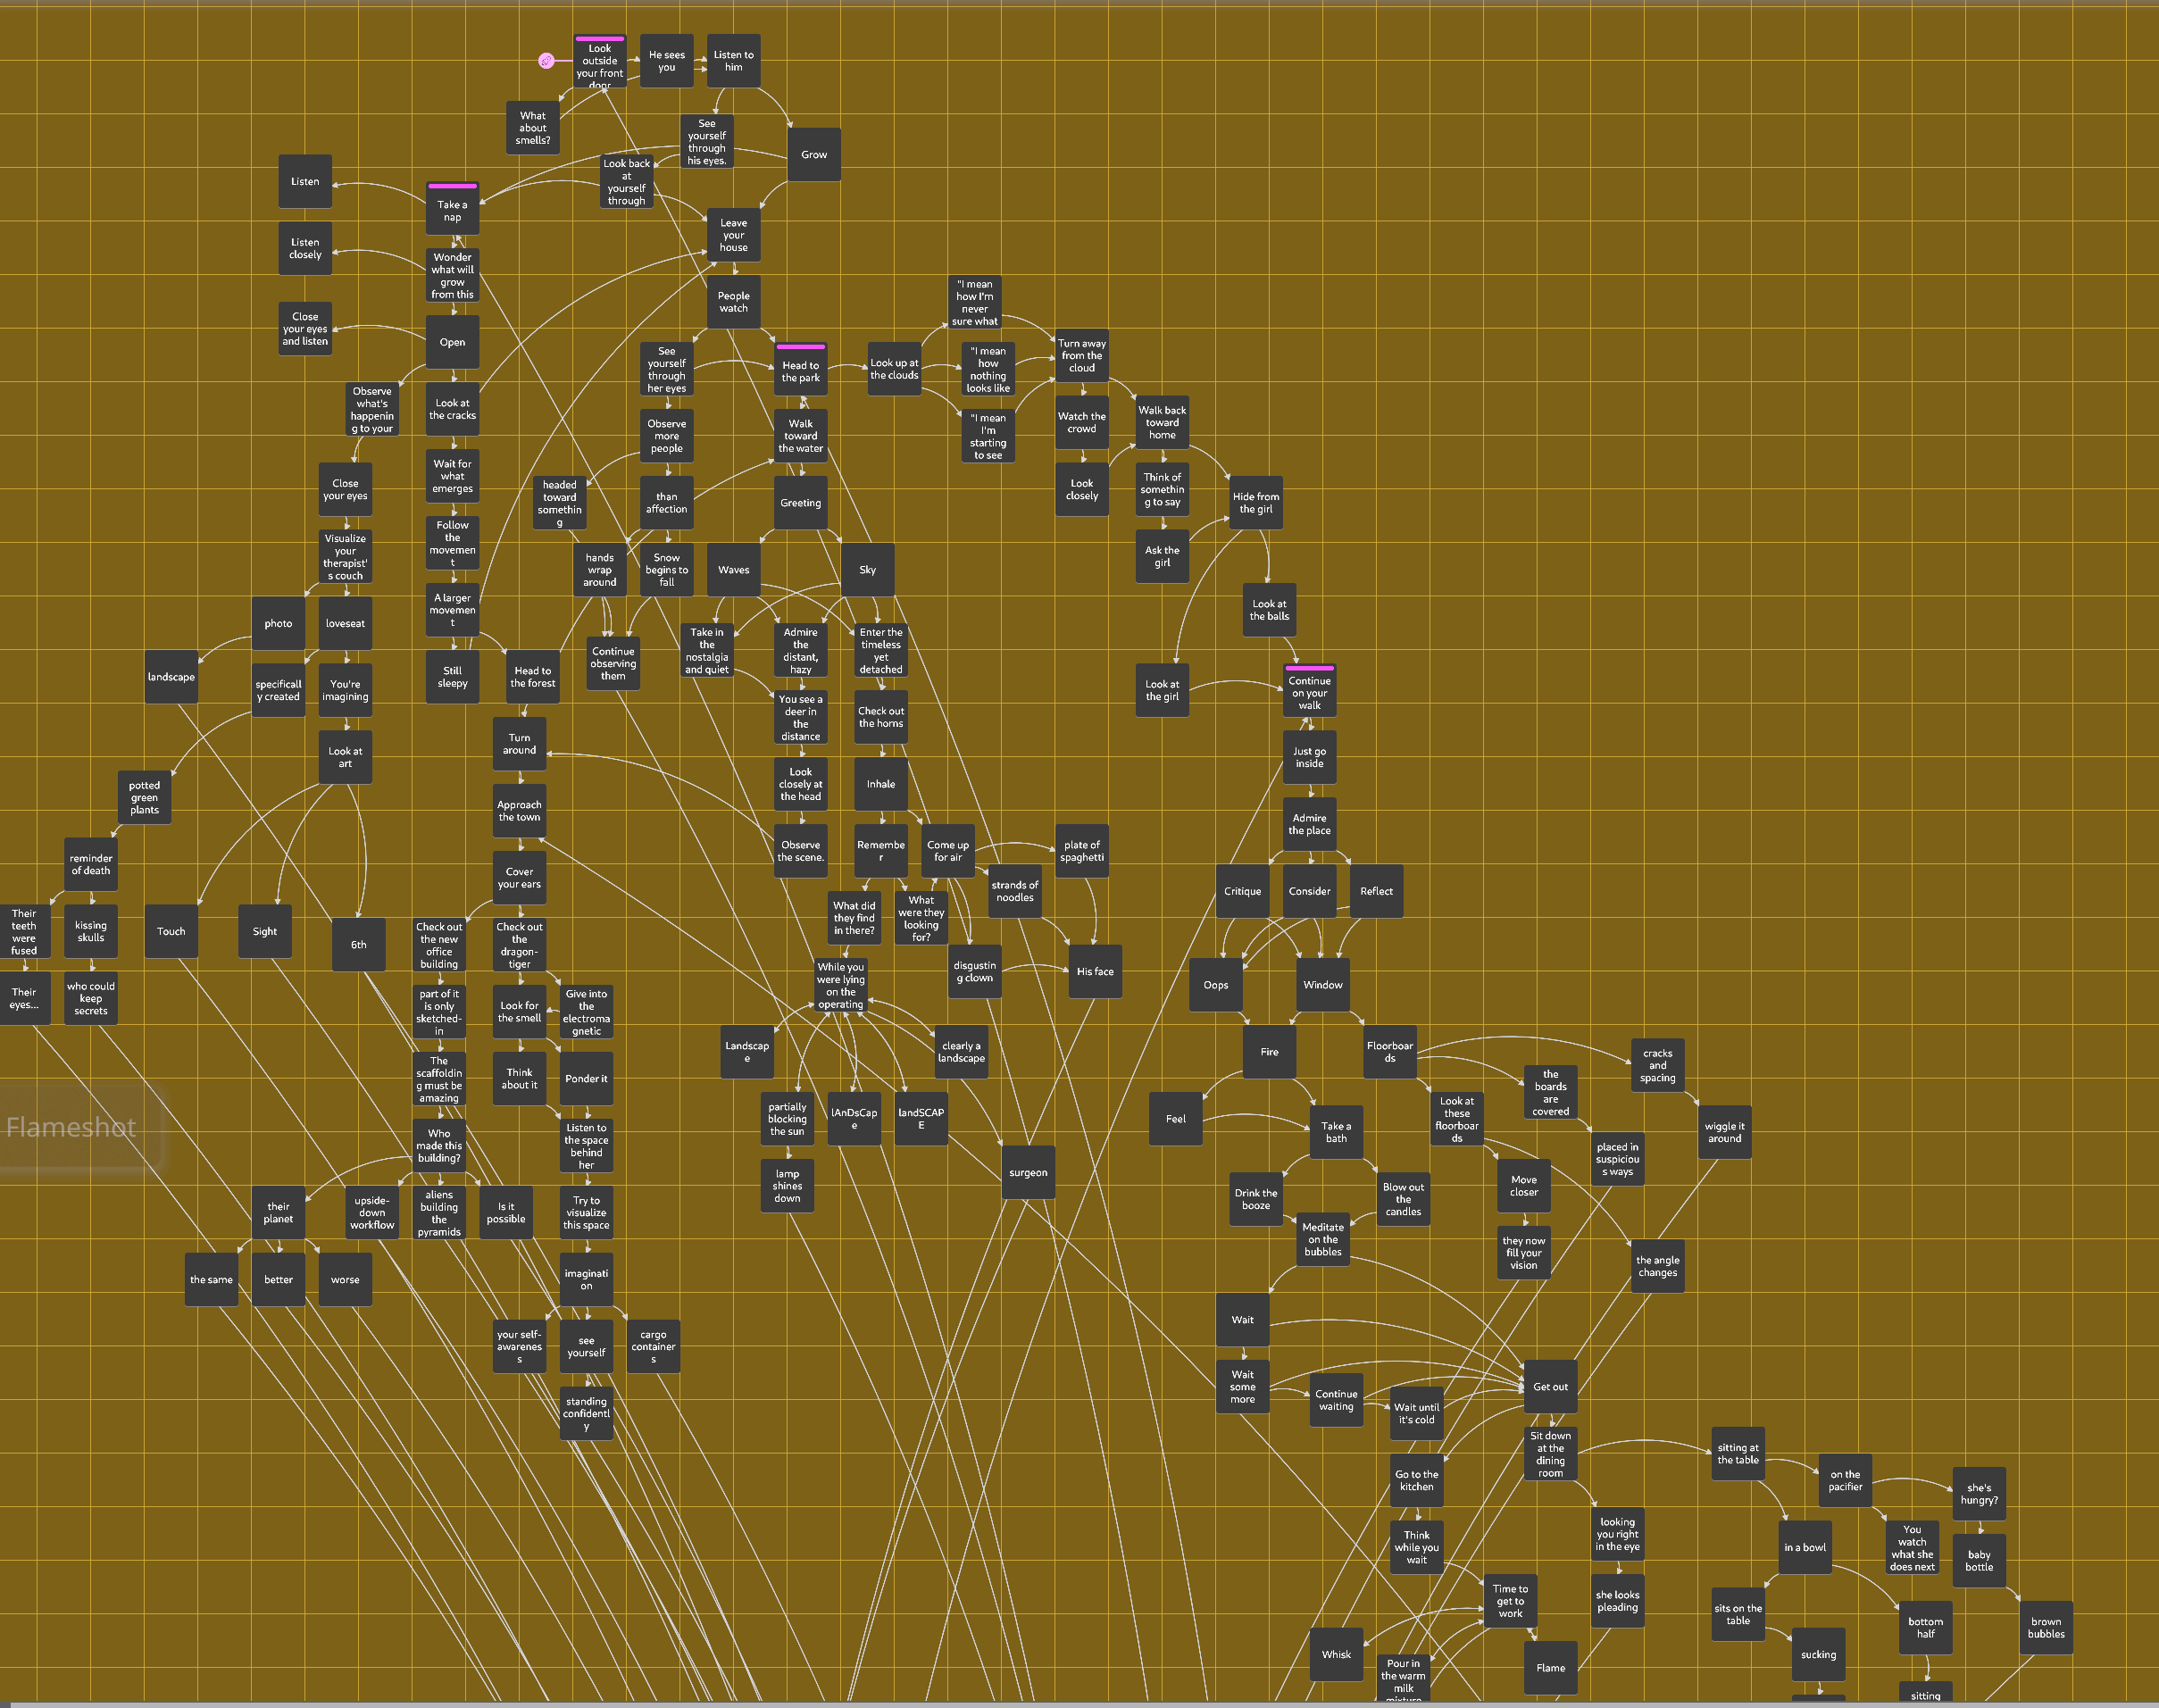 Look
outside
your front
door
He sees
you
Listen to
him
What
about
smells?
See
yourself
through
his eyes.
Grow
Look back
at
yourself
through
Listen
Take a
nap
Leave
your
house
Listen
closely
Wonder
what will
grow
from this
People
watch
"I mean
how I'm
never
sure what
Close
your eyes
and listen
Open
See
yourself
through
her eyes
Head to
the park
Look up at
the clouds
"I mean
how
nothing
looks like
Turn away
from the
cloud
Observe
what's
happenin
g to your
Look at
the cracks
Observe
more
people
Walk
toward
the water
"I mean
I'm
starting
to see
Watch the
crowd
Walk back
toward
home
Close
your eyes
Wait for
what
emerges
headed
toward
somethin
g
than
affection
Greeting
Look
closely
Think of
somethin
g to say
Hide from
the girl
Visualize
your
therapist'
s couch
Follow
the
movemen
t
hands
wrap
around
Snow
begins to
fall
Waves
Sky
Ask the
girl
photo
loveseat
A larger
movemen
t
Look at
the balls
Take in
the
nostalgia
and quiet
Admire
the
distant,
hazy
Enter the
timeless
yet
detached
landscape
specificall
y created
You're
imagining
Still
sleepy
Head to
the forest
Continue
observing
them
Look at
the girl
Continue
on your
walk
You see a
deer in
the
distance
Check out
the horns
Look at
art
Turn
around
Just go
inside
potted
green
plants
Approach
the town
Look
closely at
the head
Inhale
Admire
the place
reminder
of death
Cover
your ears
Observe
the scene.
Remembe
r
Come up
for air
plate of
spaghetti
strands of
noodles
Critique
Consider
Reflect
Their
teeth
were
fused
kissing
skulls
Touch
Sight
6th
Check out
the new
office
building
Check out
the
dragon-
tiger
What did
they find
in there?
What
were they
looking
for?
disgustin
g clown
His face
Oops
Window
Their
eyes...
who could
keep
secrets
part of it
is only
sketched-
in
Look for
the smell
Give into
the
electroma
gnetic
While you
were lying
on the
operating
Landscap
e
clearly a
landscape
Fire
Floorboar
ds
cracks
and
spacing
The
scaffoldin
g must be
amazing
Think
about it
Ponder it
partially
blocking
the sun
lAnDsCap
e
landSCAP
E
Feel
Take a
bath
Look at
these
floorboar
ds
the
boards
are
covered
wiggle it
around
Flameshot
Who
made this
building?
Listen to
the space
behind
her
lamp
shines
down
surgeon
placed in
suspiciou
s ways
their
planet
upside-
down
workflow
aliens
building
the
pyramids
Is it
possible
Try to
visualize
this space
Drink the
booze
Blow out
the
candles
Move
closer
Meditate
on the
bubbles
they now
fill your
vision
the angle
changes
the same
better
worse
imaginati
on
your self-
awarenes
s
see
yourself
cargo
container
s
Wait
standing
confidentl
y
Wait
some
more
Continue
waiting
Wait until
it's cold
Get out
Go to the
kitchen
Sit down
at the
dining
room
sitting at
the table
on the
pacifier
she's
hungry?
Think
while you
wait
looking
you right
in the eye
in a bowl
You
watch
what she
does next
baby
bottle
Time to
get to
work
she looks
pleading
sits on the
table
bottom
half
brown
bubbles
Whisk
Pour in
the warm
milk
mixture
Flame
sucking
sitting